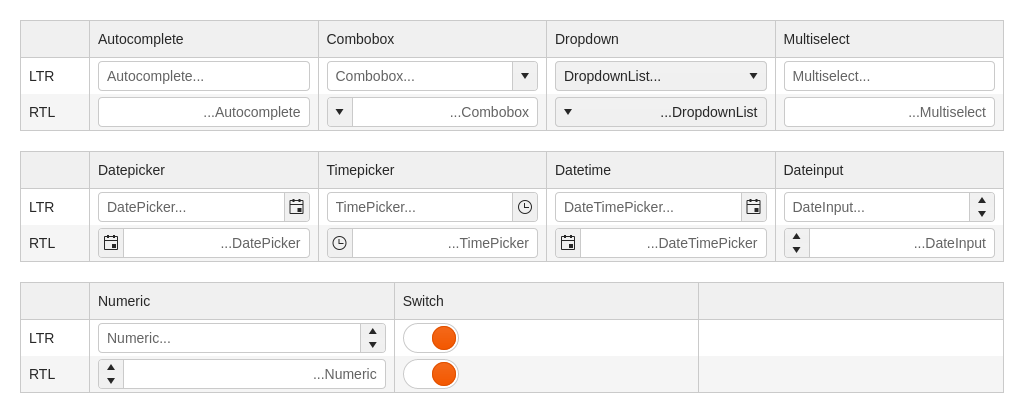 Autocomplete Combobox Dropdown Multiselect
LTR Autocomplete... Combobox... DropdownList... Multiselect...
RTL ...Autocomplete ...Combobox ...DropdownList ...Multiselect
Datepicker Timepicker Datetime Dateinput
LTR DatePicker... TimePicker... DateTimePicker... DateInput...
RTL ...DatePicker ...TimePicker ...DateTimePicker ...DateInput
Numeric Switch
LTR Numeric...
RTL ...Numeric